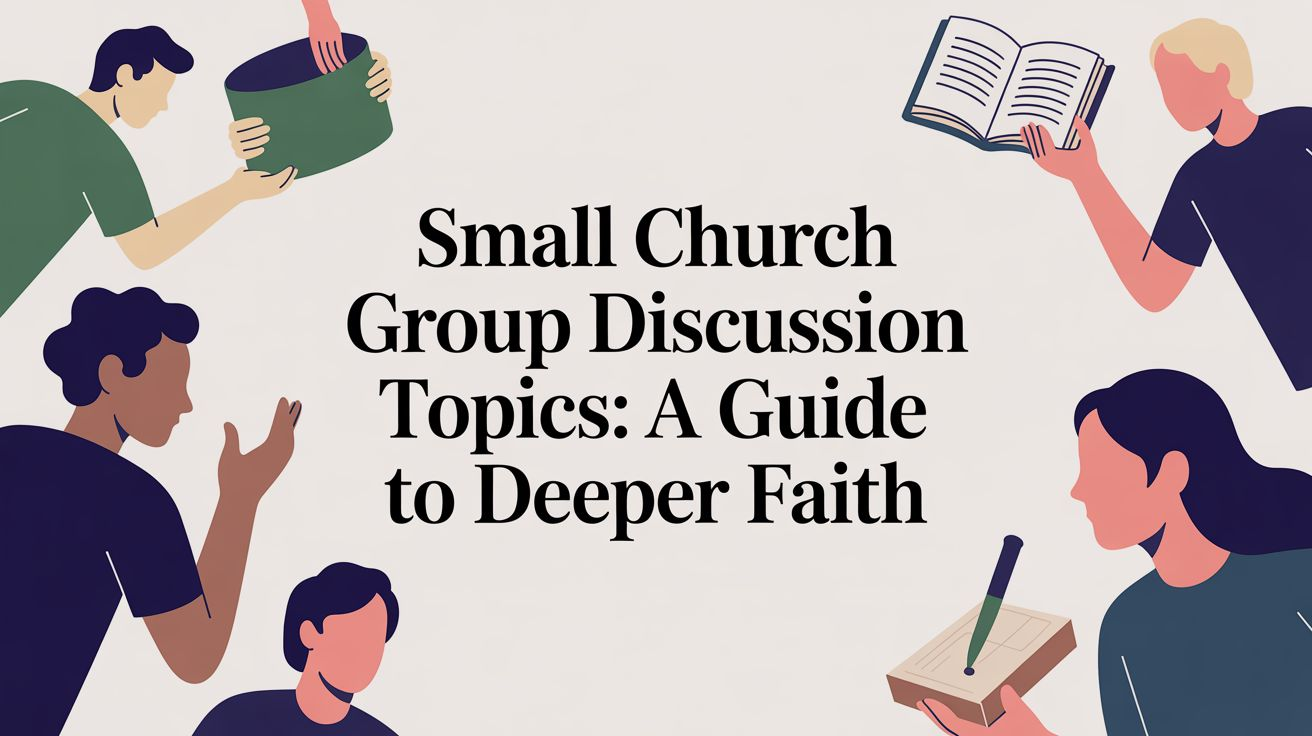 Small Church
Group Discussion
Topics: A Guide
to Deeper Faith